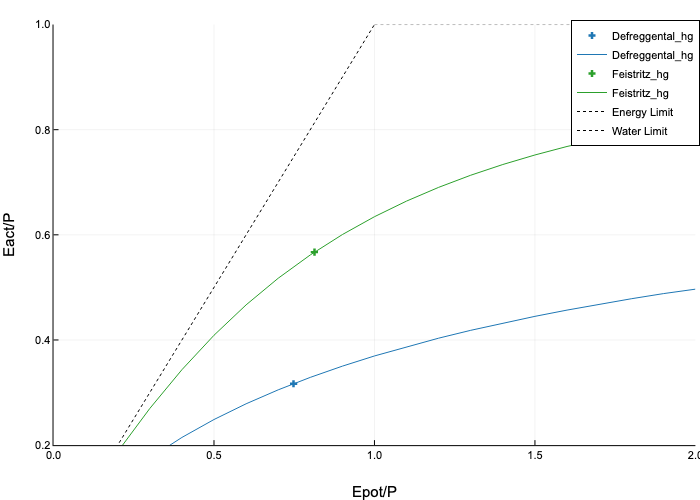 1.0
0.8
0.6
0.4
0.2
Eact/P
0.0
0.5
1.0
1.5
2.0
Epot/P
Defreggental_hg
Defreggental_hg
Feistritz_hg
Feistritz_hg
Energy Limit
Water Limit